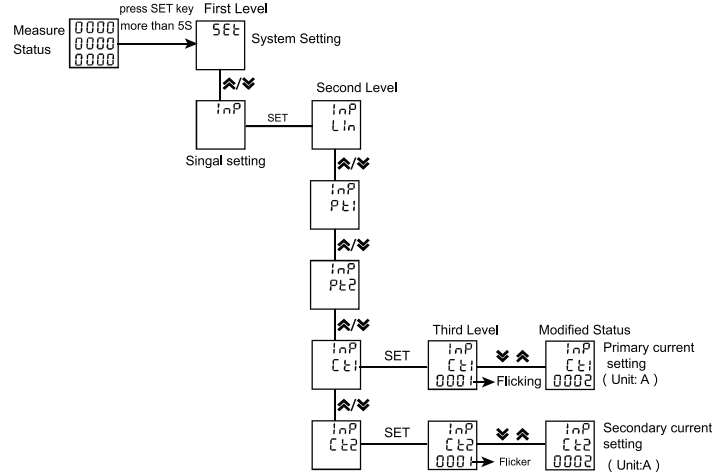 press SET key
First Level
Measure
Status
0000
0000
0000
more than 5S
SEt
System Setting
Second Level
InP
SET
InP
LIn
Singal setting
InP
Pt1
InP
Pt2
Third Level
Modified Status
InP
Ct1
SET
InP
Ct1
0001
Flicking
InP
Ct1
0002
Primary current
setting
( Unit: A )
InP
Ct2
SET
InP
Ct2
0001
Flicker
InP
Ct2
0002
Secondary current
setting
( Unit:A )